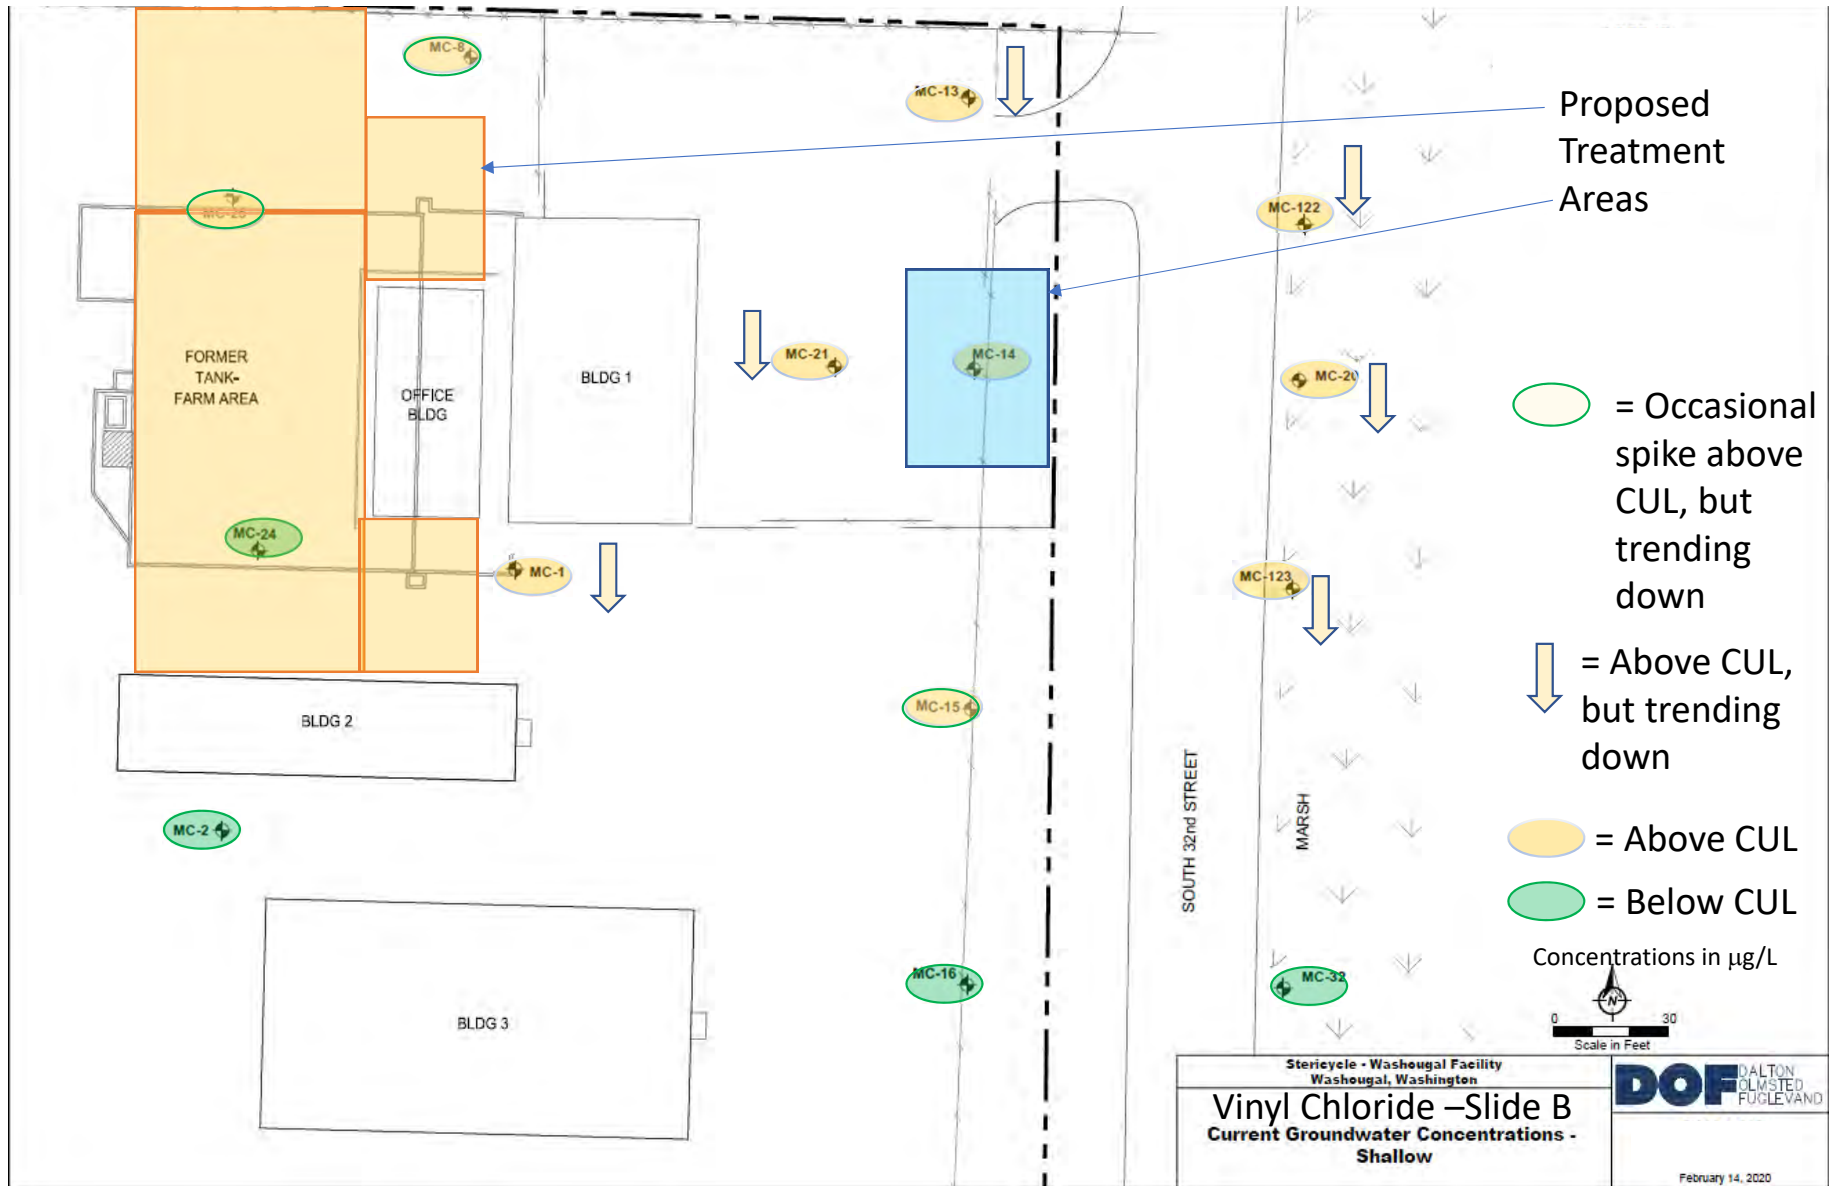 MC-8
MC-13
Proposed
Treatment
Areas
MC-25
MC-122
FORMER
TANK-
FARM AREA
OFFICE
BLDG
BLDG 1
MC-21
MC-14
MC-20
= Occasional
spike above
CUL, but
trending
down
MC-24
MC-1
MC-123
= Above CUL,
but trending
down
MC-15
BLDG 2
MC-2
SOUTH 32nd STREET
MARSH
= Above CUL
= Below CUL
MC-16
MC-32
Concentrations in µg/L
N
0 30
Scale in Feet
BLDG 3
Stericycle - Washougal Facility
Washougal, Washington
Vinyl Chloride –Slide B
Current Groundwater Concentrations -
Shallow
DOF
DALTON
OLMSTED
FUGLEVAND
February 14, 2020